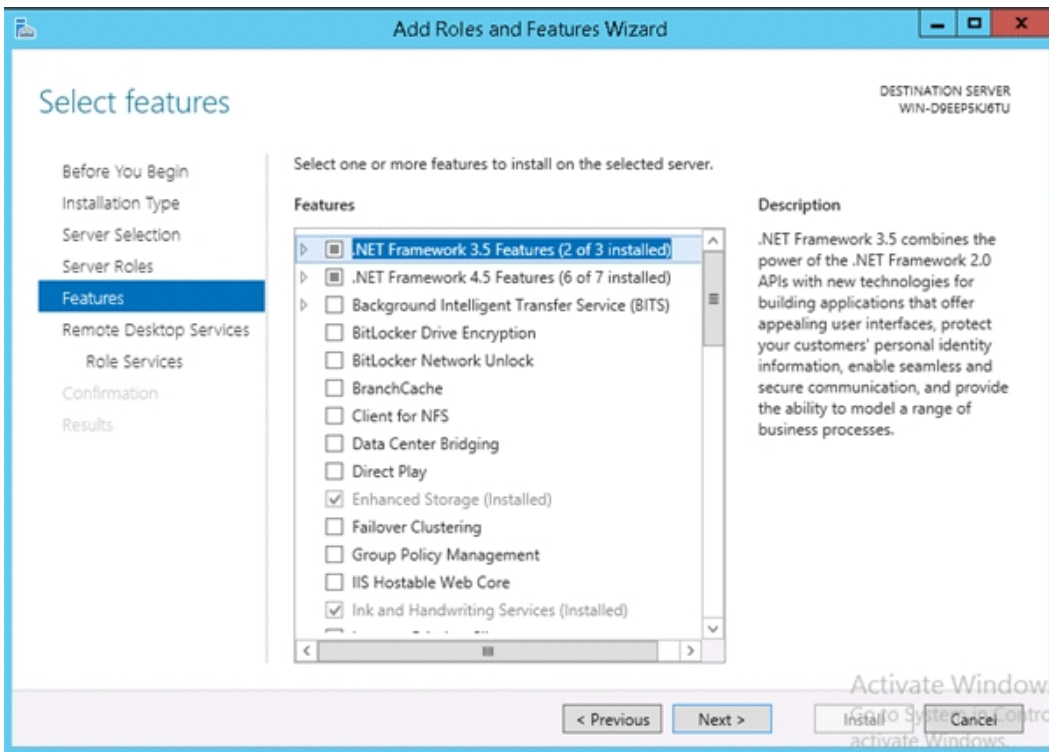 Add Roles and Features Wizard
Select features
DESTINATION SERVER
WIN-D9EEP5KJ6TU
Before You Begin
Installation Type
Server Selection
Server Roles
Features
Remote Desktop Services
Role Services
Confirmation
Results
Select one or more features to install on the selected server.
Features
.NET Framework 3.5 Features (2 of 3 installed)
.NET Framework 4.5 Features (6 of 7 installed)
Background Intelligent Transfer Service (BITS)
BitLocker Drive Encryption
BitLocker Network Unlock
BranchCache
Client for NFS
Data Center Bridging
Direct Play
Enhanced Storage (Installed)
Failover Clustering
Group Policy Management
IIS Hostable Web Core
Ink and Handwriting Services (Installed)
Description
.NET Framework 3.5 combines the
power of the .NET Framework 2.0
APIs with new technologies for
building applications that offer
appealing user interfaces, protect
your customers' personal identity
information, enable seamless and
secure communication, and provide
the ability to model a range of
business processes.
Activate Window
Go to System in Contro
activate Windows.
< Previous
Next >
Install
Cancel